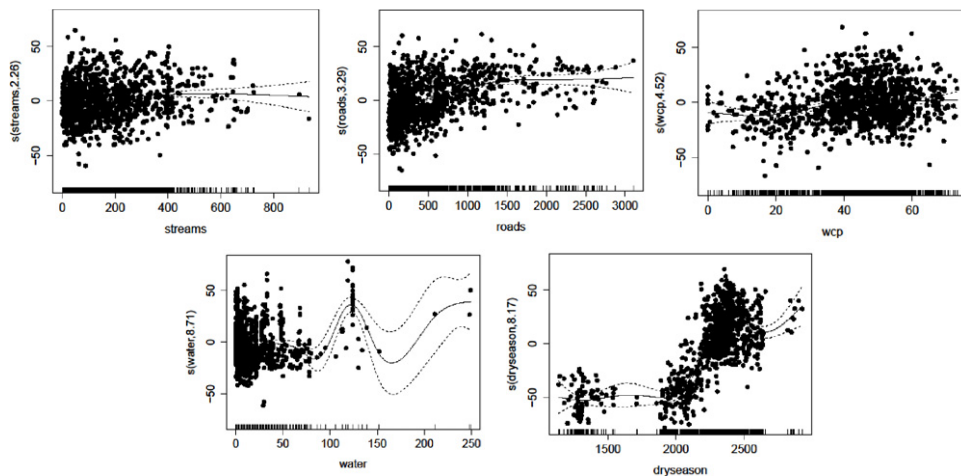 s(streams,2.26)
50
0
−50
0 200 400 600 800
streams
s(roads,3.29)
50
0
−50
0 500 1000 1500 2000 2500 3000
roads
s(wcp,4.52)
50
0
−50
0 20 40 60
wcp
s(water,8.71)
50
0
−50
0 50 100 150 200 250
water
s(dryseason,8.17)
50
0
−50
1500 2000 2500
dryseason